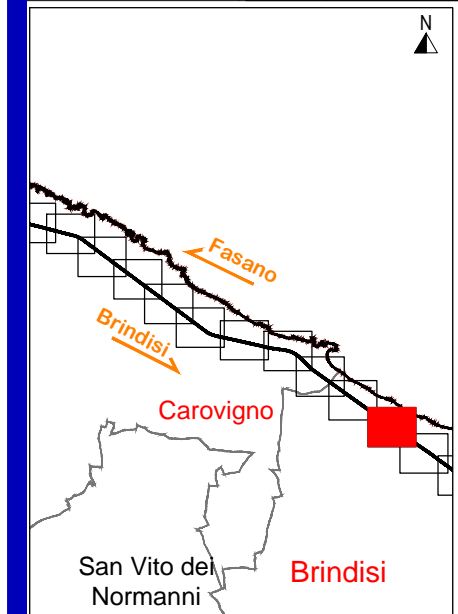 N
Fasano
Brindisi
Carovigno
San Vito dei
Normanni
Brindisi